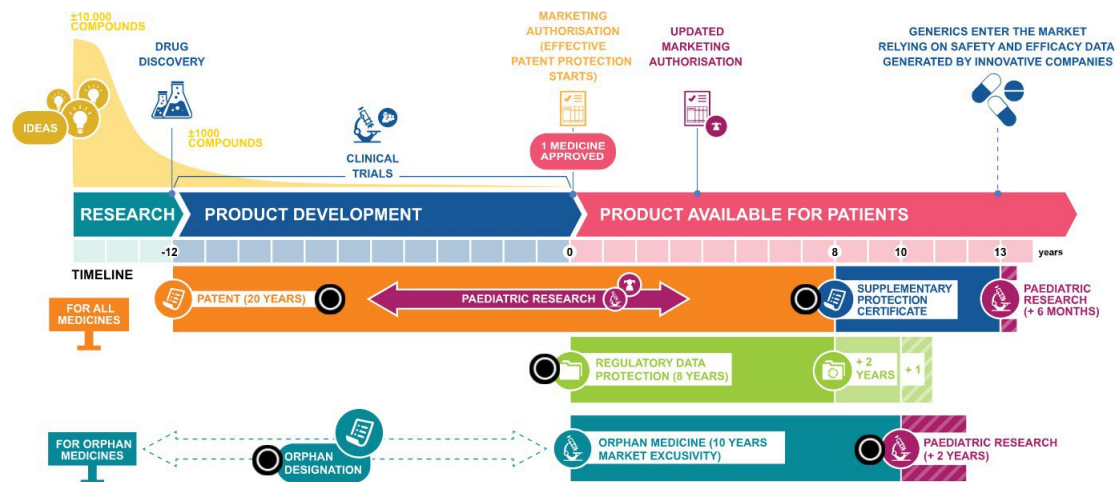 ±10.000
COMPOUNDS
IDEAS
DRUG
DISCOVERY
±1000
COMPOUNDS
CLINICAL
TRIALS
MARKETING
AUTHORISATION
(EFFECTIVE
PATENT PROTECTION
STARTS)
1 MEDICINE
APPROVED
UPDATED
MARKETING
AUTHORISATION
GENERICS ENTER THE MARKET
RELYING ON SAFETY AND EFFICACY DATA
GENERATED BY INNOVATIVE COMPANIES
RESEARCH
PRODUCT DEVELOPMENT
PRODUCT AVAILABLE FOR PATIENTS
-12
0
8
10
13
years
TIMELINE
FOR ALL
MEDICINES
PATENT (20 YEARS)
PAEDIATRIC RESEARCH
SUPPLEMENTARY
PROTECTION
CERTIFICATE
PAEDIATRIC
RESEARCH
(+ 6 MONTHS)
REGULATORY DATA
PROTECTION (8 YEARS)
+ 2
YEARS
+ 1
FOR ORPHAN
MEDICINES
ORPHAN
DESIGNATION
ORPHAN MEDICINE (10 YEARS
MARKET EXCUSIVITY)
PAEDIATRIC RESEARCH
(+ 2 YEARS)